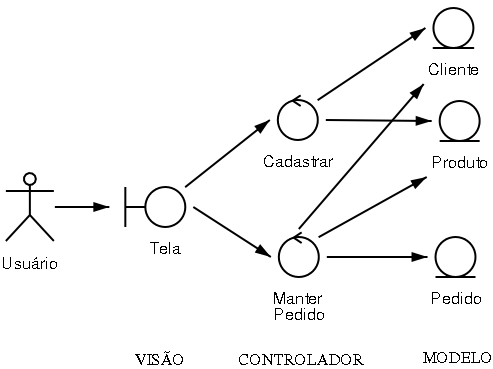 Cliente
Cadastrar
Produto
Usuário
Tela
Manter
Pedido
Pedido
VISÃO
CONTROLADOR
MODELO